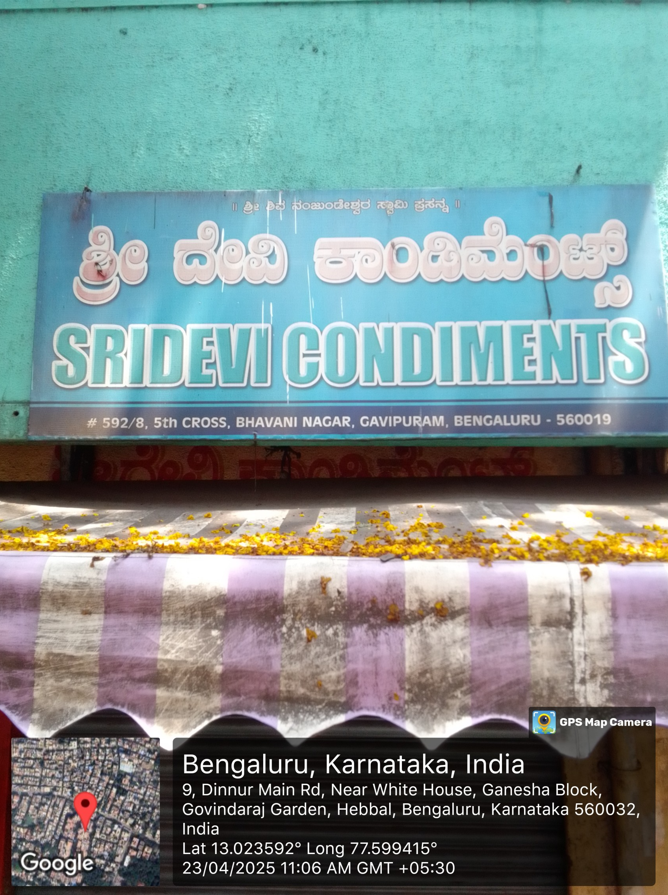 ॥ ಶ್ರೀ ಶಿವ ನಂಜುಂಡೇಶ್ವರ ಸ್ವಾಮಿ ಪ್ರಸನ್ನ ॥
ಶ್ರೀ ದೇವಿ ಕಾಂಡಿಮೆಂಟ್ಸ್
SRIDEVI CONDIMENTS
# 592/8, 5th CROSS, BHAVANI NAGAR, GAVIPURAM, BENGALURU - 560019
ಶ್ರೀದೇವಿ ಕಾಂಡಿಮೆಂಟ್ಸ್
GPS Map Camera
Bengaluru, Karnataka, India
9, Dinnur Main Rd, Near White House, Ganesha Block,
Govindaraj Garden, Hebbal, Bengaluru, Karnataka 560032,
India
Lat 13.023592° Long 77.599415°
23/04/2025 11:06 AM GMT +05:30
Google